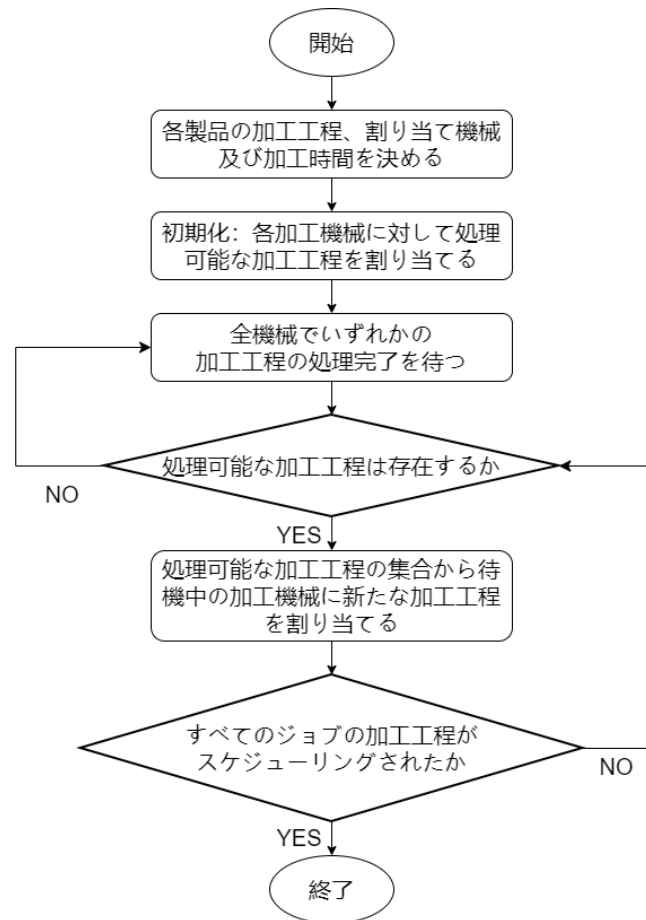 開始
各製品の加工工程、割り当て機械
及び加工時間を決める
初期化：各加工機械に対して処理
可能な加工工程を割り当てる
全機械でいずれかの
加工工程の処理完了を待つ
処理可能な加工工程は存在するか
NO
YES
処理可能な加工工程の集合から待
機中の加工機械に新たな加工工程
を割り当てる
すべてのジョブの加工工程が
スケジューリングされたか
NO
YES
終了